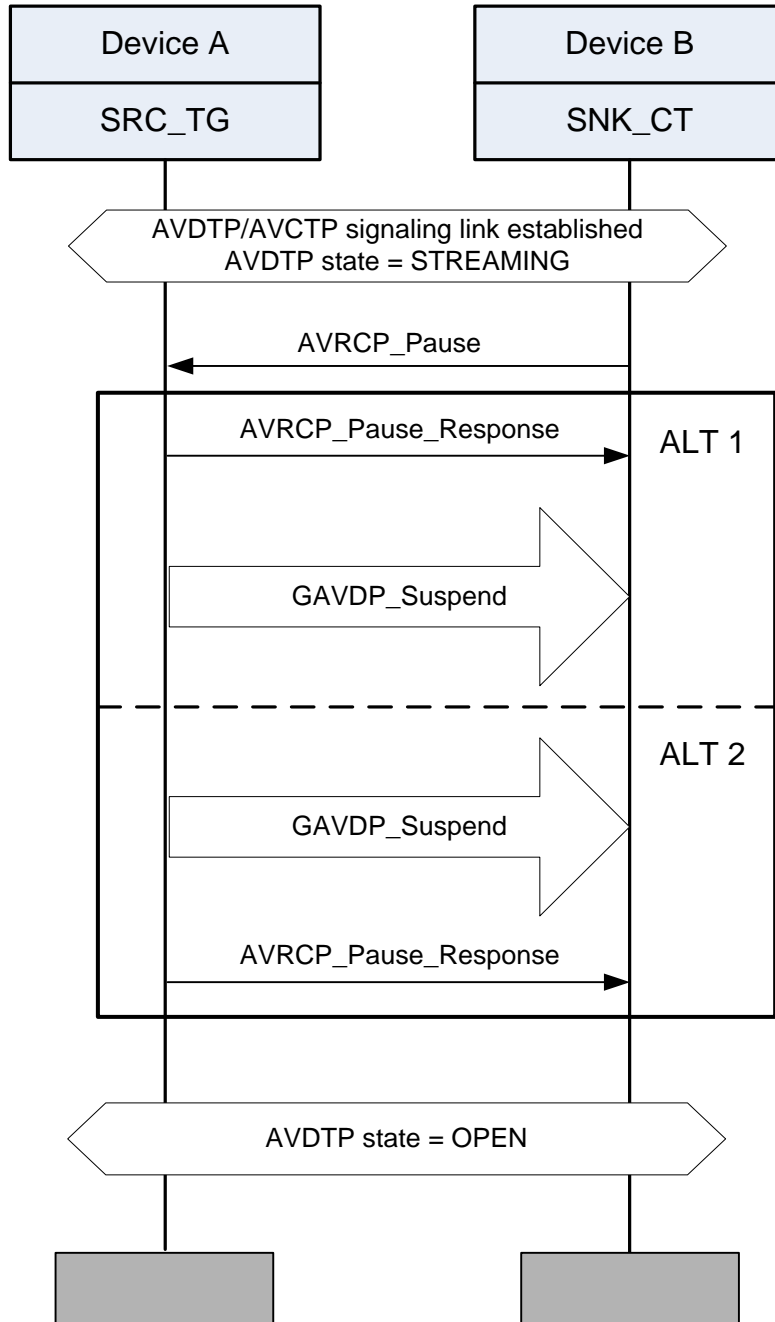 Device A
Device B
SRC_TG
SNK_CT
AVDTP/AVCTP signaling link established
AVDTP state = STREAMING
AVRCP_Pause
AVRCP_Pause_Response
ALT 1
GAVDP_Suspend
ALT 2
GAVDP_Suspend
AVRCP_Pause_Response
AVDTP state = OPEN